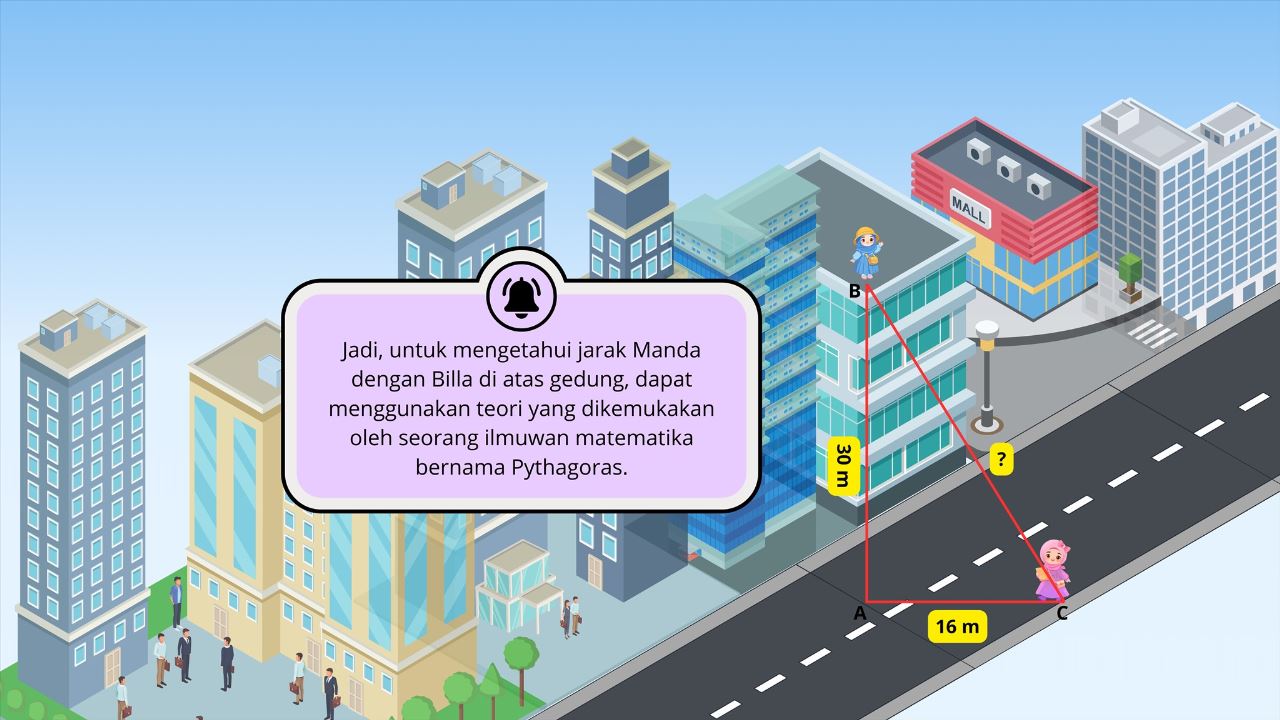 MALL
B
Jadi, untuk mengetahui jarak Manda
dengan Billa di atas gedung, dapat
menggunakan teori yang dikemukakan
oleh seorang ilmuwan matematika
bernama Pythagoras.
30 m
?
A
C
16 m